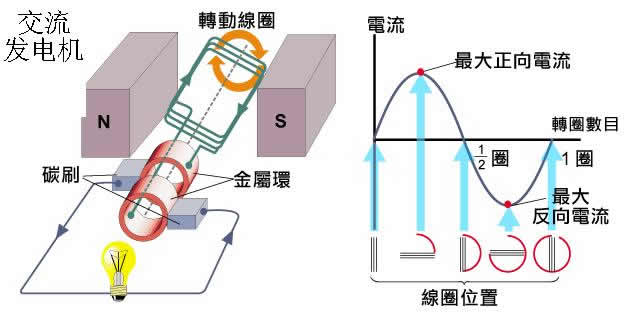 交流
发电机
轉動線圈
N
S
碳刷
金屬環
電流
最大正向電流
轉圈數目
1/2 圈
1 圈
最大
反向電流
線圈位置